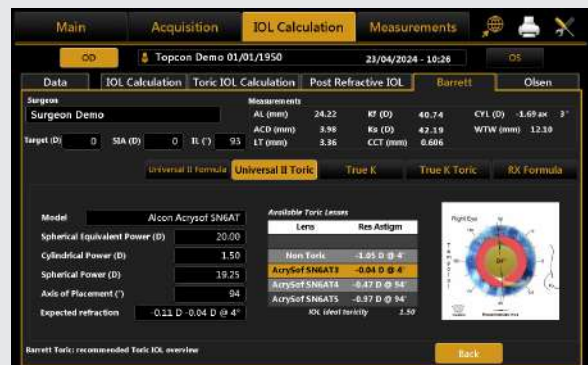 Main Acquisition IOL Calculation Measurements
OD Topcon Demo 01/01/1950 23/04/2024 - 10:26 OS
Data IOL Calculation Toric IOL Calculation Post Refractive IOL Barrett Olsen
Surgeon
Surgeon Demo
Target (D) 0 SIA (D) 0 IL (°) 93
Measurements
AL (mm) 24.22 Kf (D) 40.74 CYL (D) -1.69 ax 3°
ACD (mm) 3.98 Ks (D) 42.19 WTW (mm) 12.10
LT (mm) 3.36 CCT (mm) 0.606
Universal II Formula Universal II Toric True K True K Toric RX Formula
Model Alcon Acrysof SN6AT
Spherical Equivalent Power (D) 20.00
Cylindrical Power (D) 1.50
Spherical Power (D) 19.25
Axis of Placement (°) 94
Expected refraction -0.11 D -0.04 D @ 4°
Available Toric Lenses
Lens Res Astigm
Non Toric -1.05 D @ 4°
AcrySof SN6AT3 -0.04 D @ 4°
AcrySof SN6AT4 -0.47 D @ 94°
AcrySof SN6AT5 -0.97 D @ 94°
IOL ideal toricity 1.50
Right Eye
Temporal
94°
Barrett Toric: recommended Toric IOL overview
Back